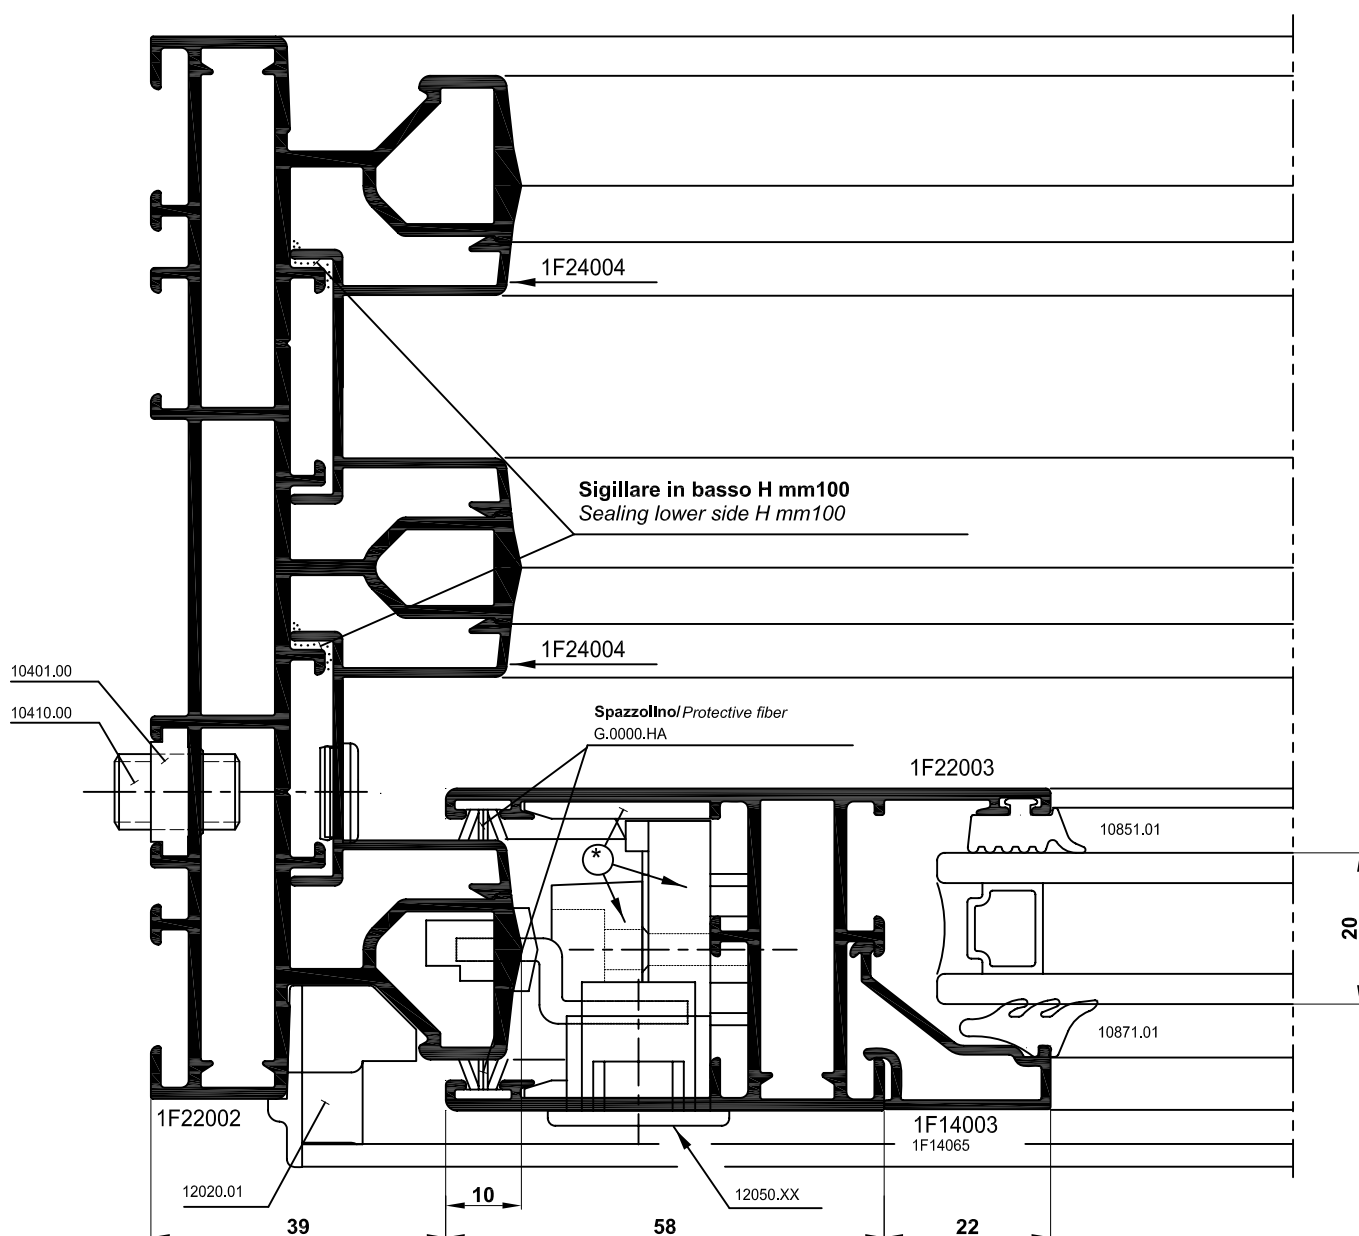 1F24004
Sigillare in basso H mm100
Sealing lower side H mm100
1F24004
10401.00
10410.00
Spazzolino/Protective fiber
G.0000.HA
1F22003
10851.01
*
20
10871.01
1F22002
1F14003
1F14065
12020.01
10
12050.XX
39
58
22